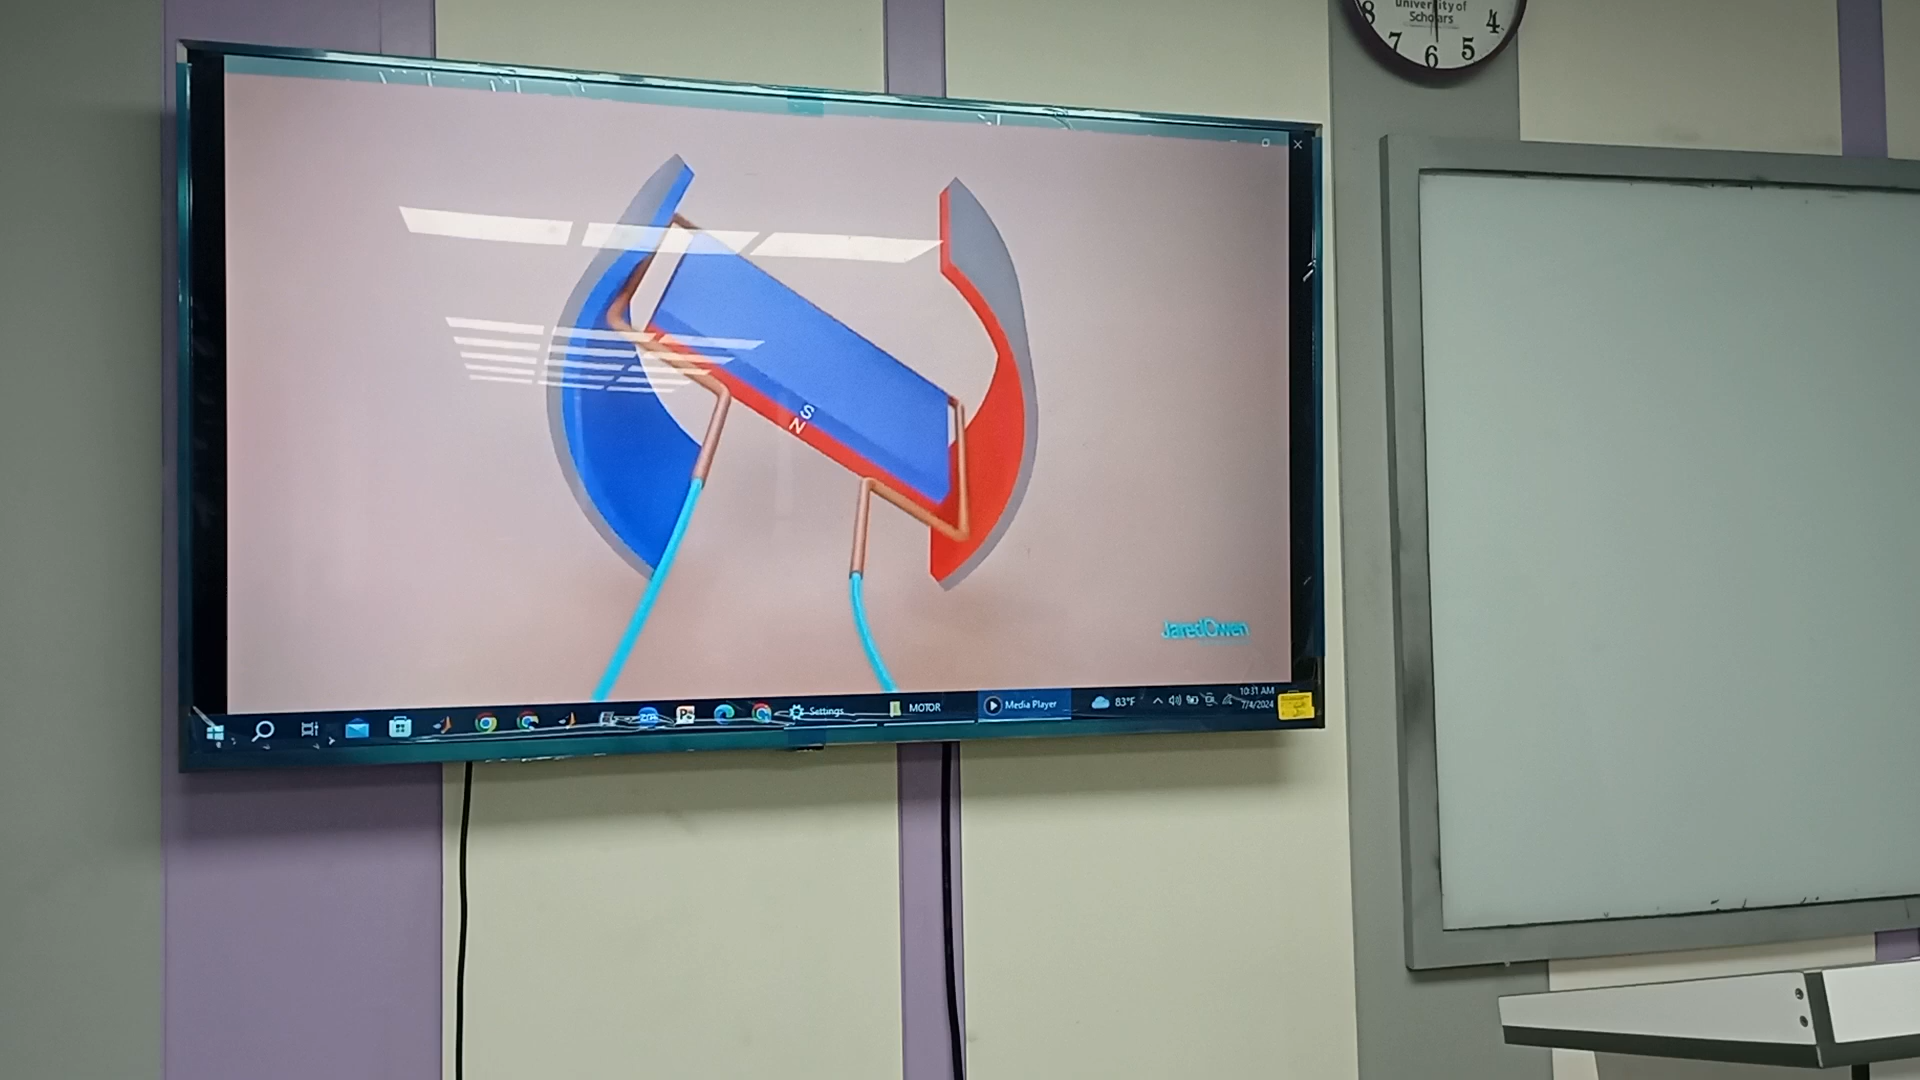 university of
Scholars
8
4
7
6
5
S
N
JaredOwen
Settings
MOTOR
Media Player
83°F
10:31 AM
7/4/2024